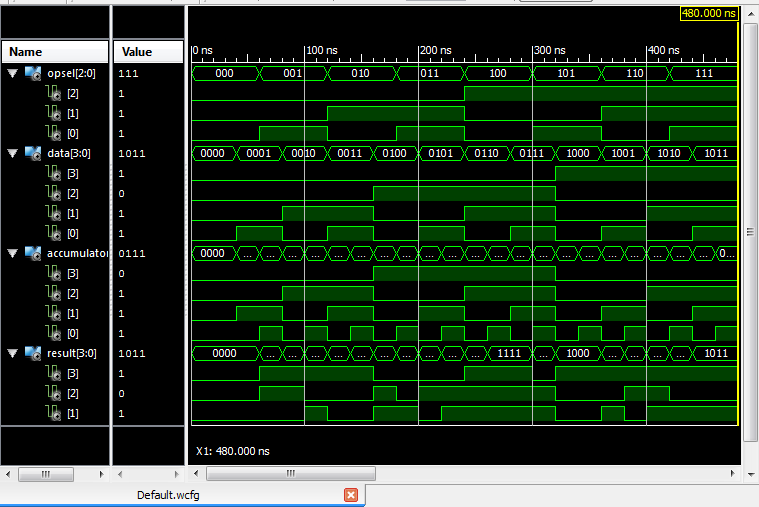 480.000 ns
Name Value
0 ns 100 ns 200 ns 300 ns 400 ns
opsel[2:0] 111 000 001 010 011 100 101 110 111
[2] 1
[1] 1
[0] 1
data[3:0] 1011 0000 0001 0010 0011 0100 0101 0110 0111 1000 1001 1010 1011
[3] 1
[2] 0
[1] 1
[0] 1
accumulator 0111 0000 ... ... ... ... ... ... ... ... ... ... ... ... ... ... ... ... ... ... ... ... 0...
[3] 0
[2] 1
[1] 1
[0] 1
result[3:0] 1011 0000 ... ... ... ... ... ... ... ... ... ... 1111 ... 1000 ... ... ... ... 1011
[3] 1
[2] 0
[1] 1
X1: 480.000 ns
Default.wcfg